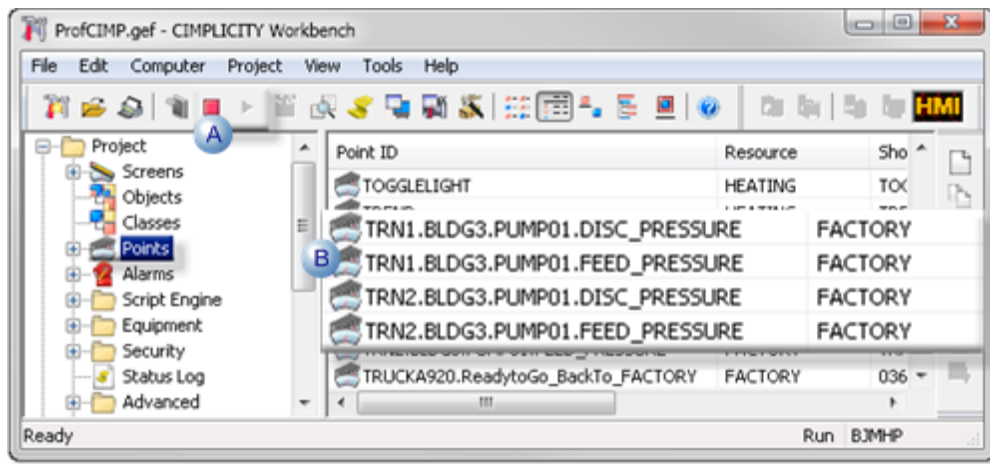 ProfCIMP.gef - CIMPLICITY Workbench
File Edit Computer Project View Tools Help
HMI
A
Project
Screens
Objects
Classes
Points
Alarms
Script Engine
Equipment
Security
Status Log
Advanced
Point ID Resource Sho
TOGGLELIGHT HEATING TOG
B
TRN1.BLDG3.PUMP01.DISC_PRESSURE FACTORY
TRN1.BLDG3.PUMP01.FEED_PRESSURE FACTORY
TRN2.BLDG3.PUMP01.DISC_PRESSURE FACTORY
TRN2.BLDG3.PUMP01.FEED_PRESSURE FACTORY
TRUCKA920.ReadytoGo_BackTo_FACTORY FACTORY 036
Ready Run BJMHP